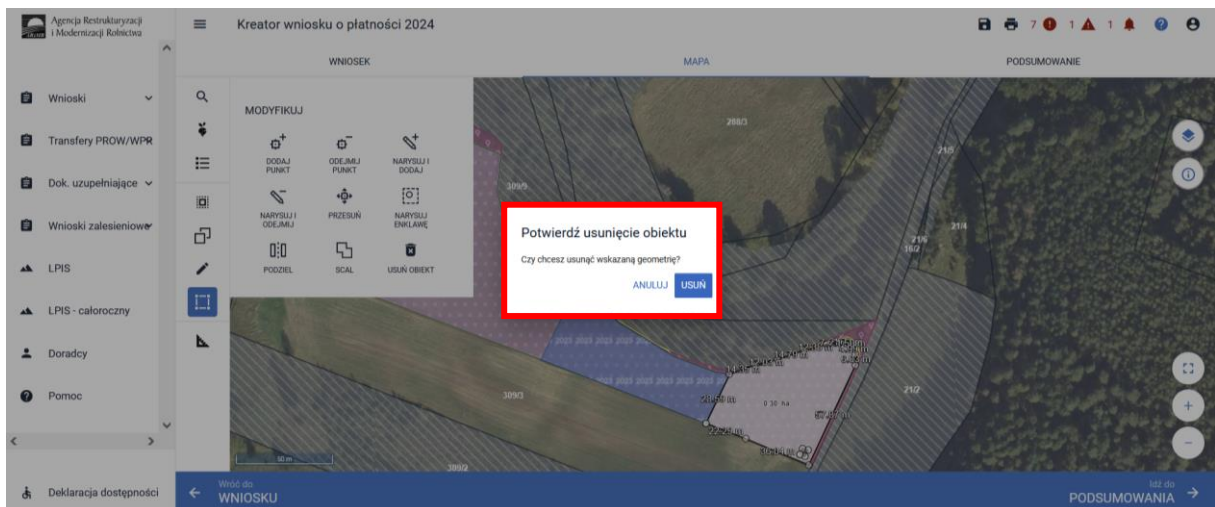 Agencja Restrukturyzacji
i Modernizacji Rolnictwa
Kreator wniosku o płatności 2024
7
1
1
WNIOSEK
MAPA
PODSUMOWANIE
Wnioski
Transfery PROW/WPR
Dok. uzupełniające
Wnioski zalesieniowe
LPIS
LPIS - całoroczny
Doradcy
Pomoc
Deklaracja dostępności
MODYFIKUJ
DODAJ
PUNKT
ODEJMIJ
PUNKT
NARYSUJ I
DODAJ
NARYSUJ I
ODEJMIJ
PRZESUŃ
NARYSUJ
ENKLAWĘ
PODZIEL
SCAL
USUŃ OBIEKT
288/3
21/5
309/9
21/4
21/6
16/2
Potwierdź usunięcie obiektu
Czy chcesz usunąć wskazaną geometrię?
ANULUJ
USUŃ
309/3
21/2
0.30 ha
50 m
309/2
Wróć do
WNIOSKU
Idź do
PODSUMOWANIA